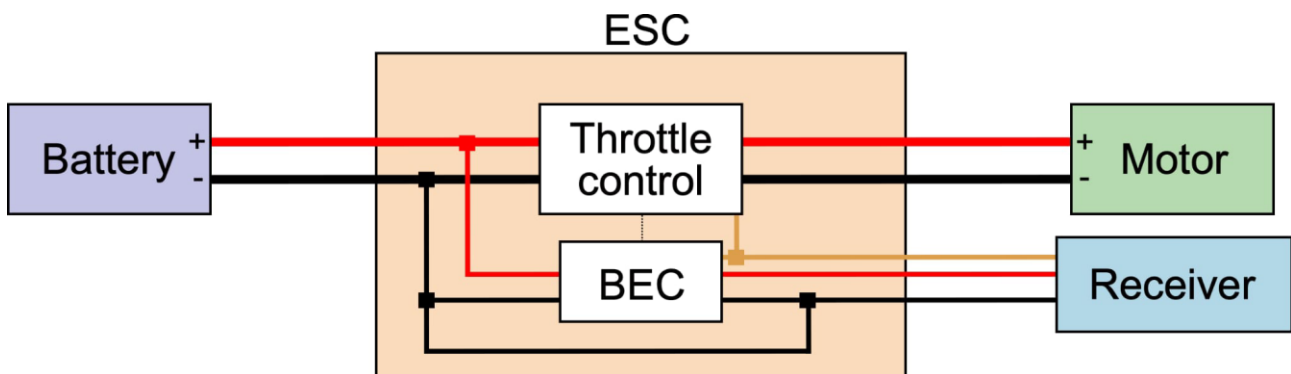 ESC
Battery
+
-
Throttle
control
+
-
Motor
BEC
Receiver